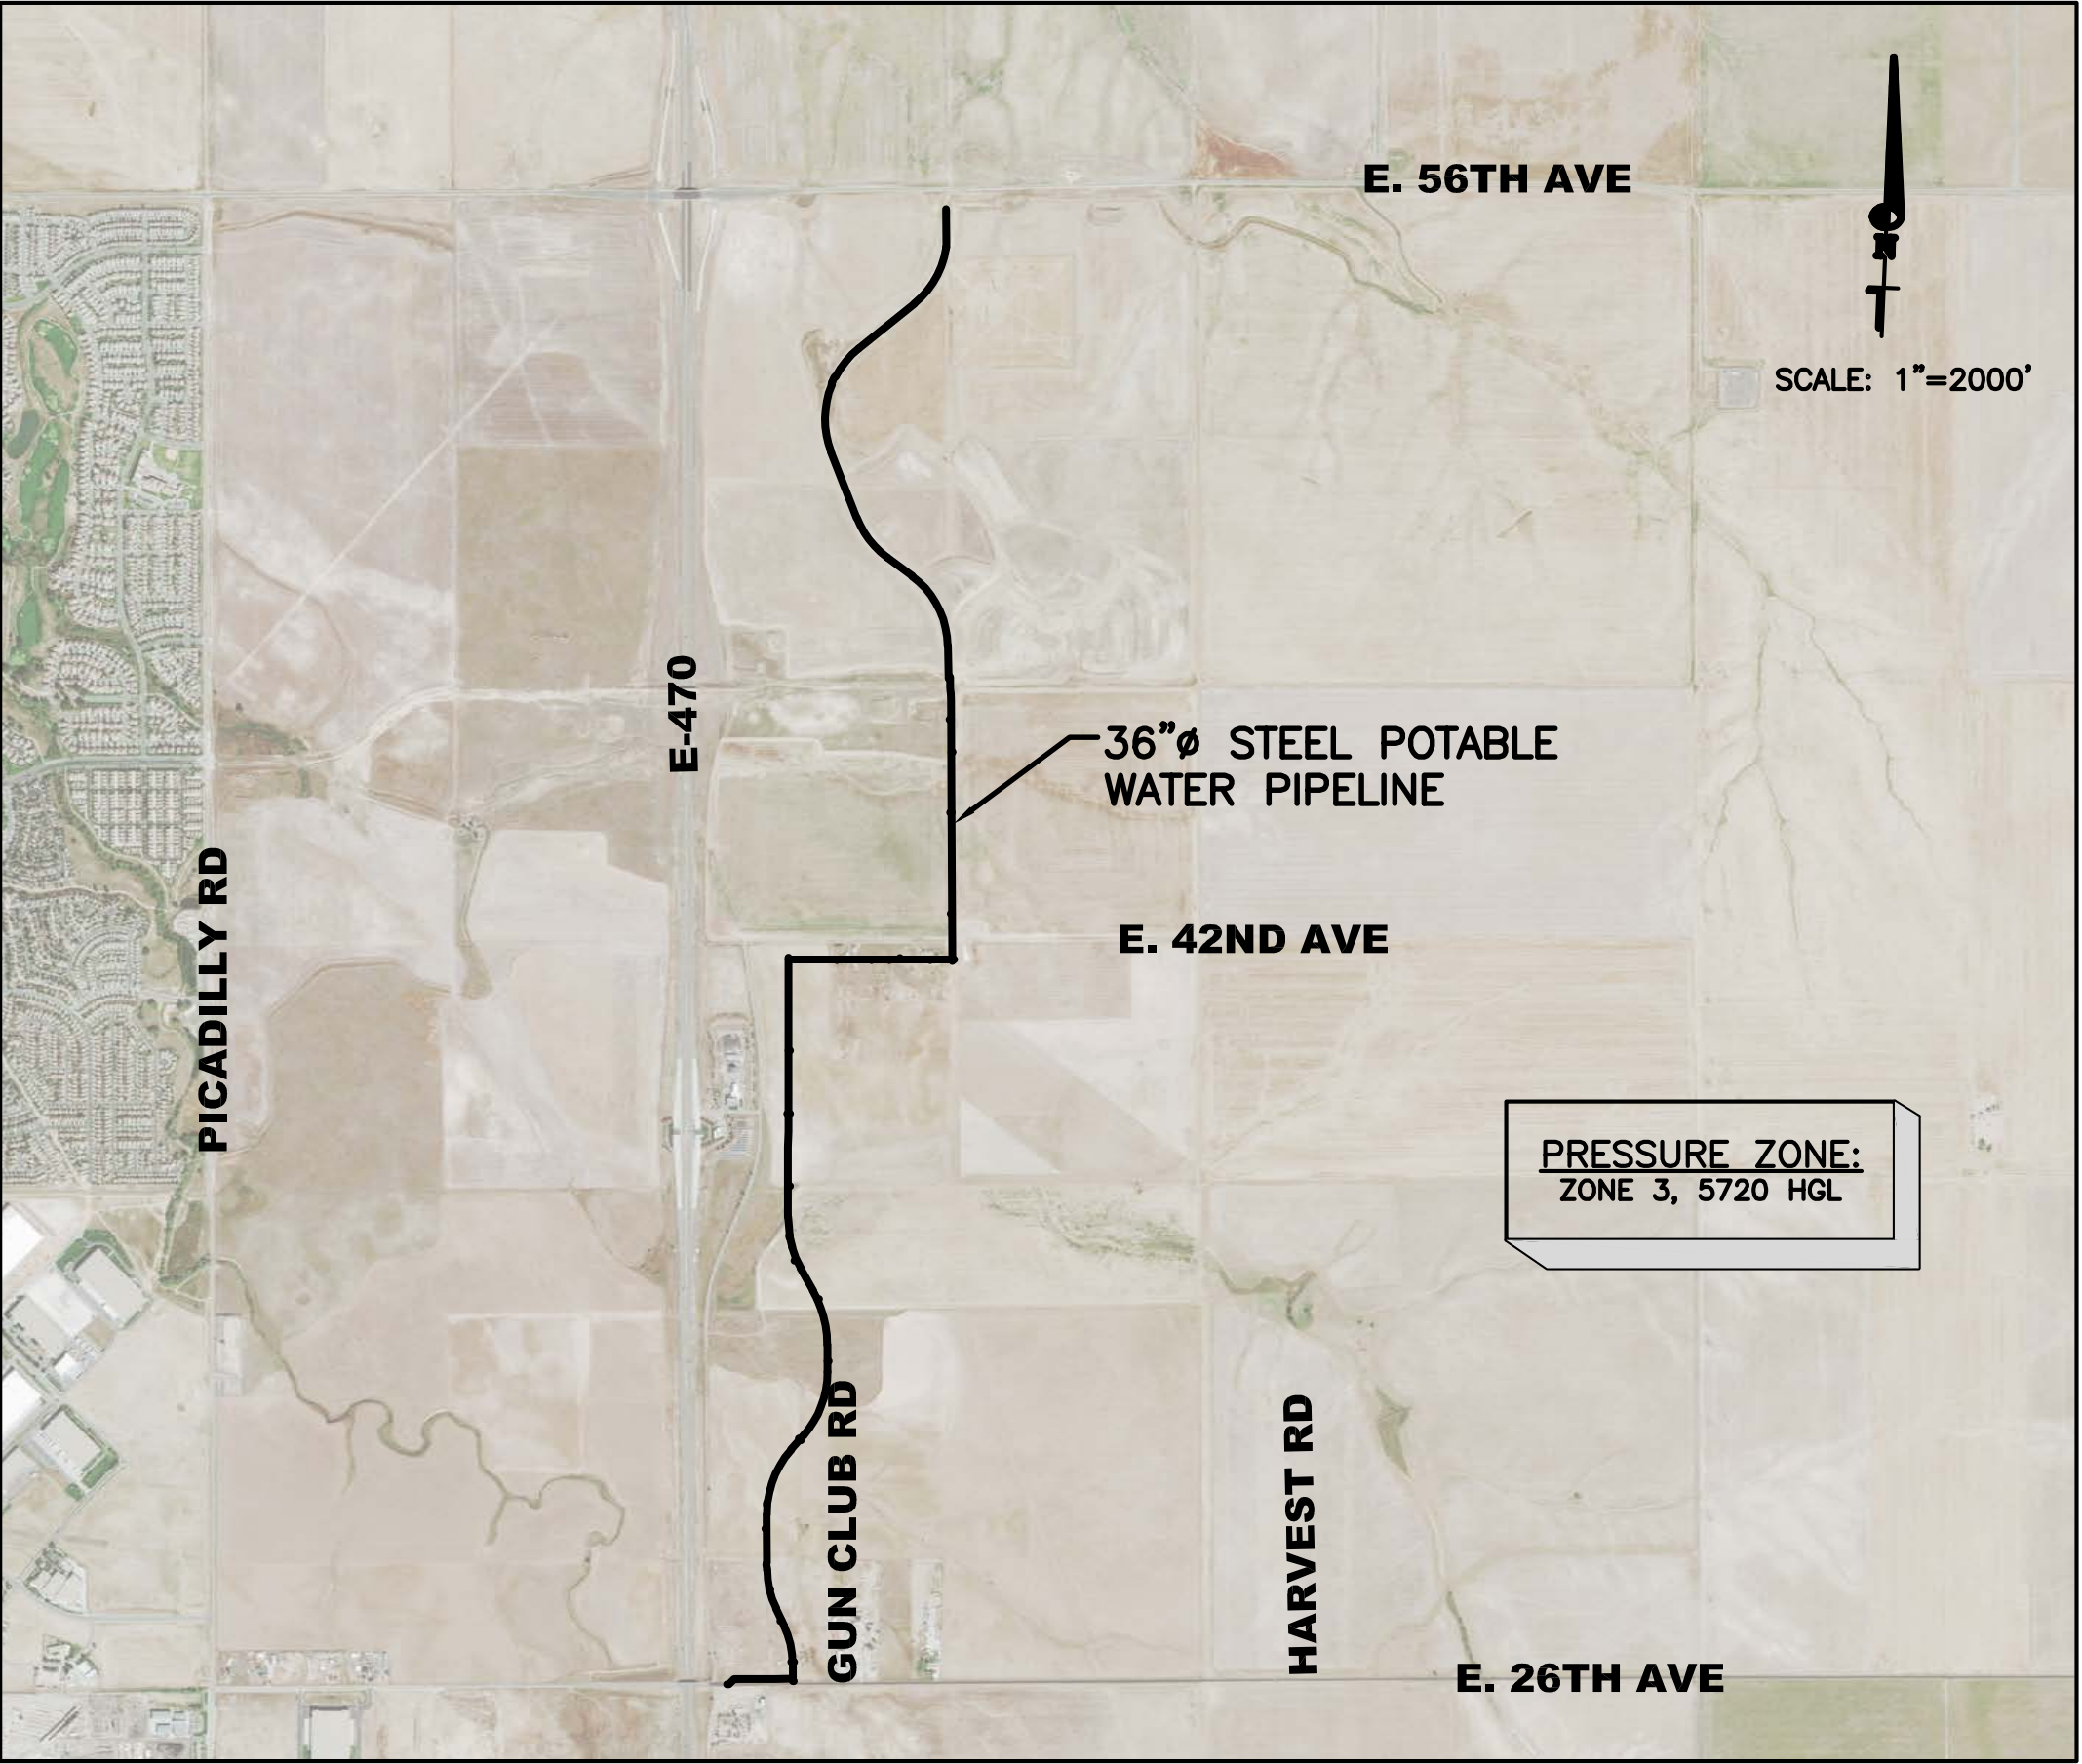 E. 56TH AVE
N
SCALE: 1"=2000'
E-470
36"ø STEEL POTABLE
WATER PIPELINE
PICADILLY RD
E. 42ND AVE
PRESSURE ZONE:
ZONE 3, 5720 HGL
GUN CLUB RD
HARVEST RD
E. 26TH AVE